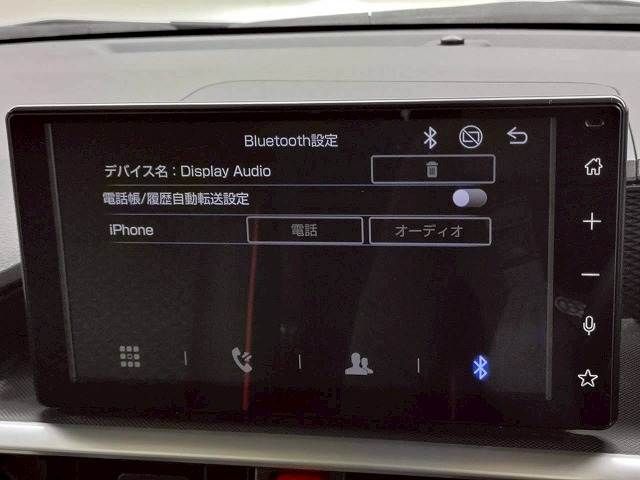 Bluetooth設定
デバイス名：Display Audio
電話帳/履歴自動転送設定
iPhone 電話 オーディオ